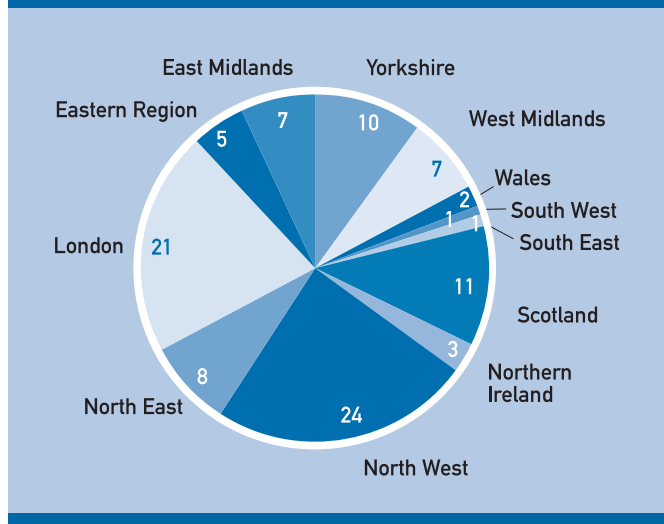 East Midlands
Yorkshire
Eastern Region
West Midlands
5
7
10
7
Wales
2
South West
1
1
South East
London
21
11
Scotland
3
Northern
Ireland
8
North East
24
North West